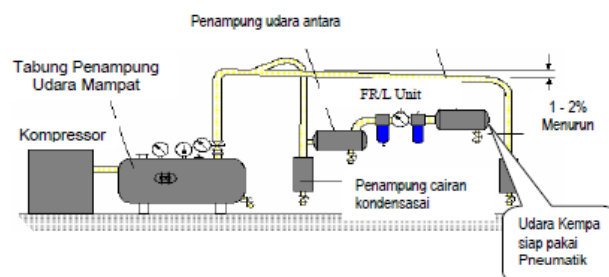 Penampung udara antara
Tabung Penampung
Udara Mampat
FR/L Unit
1 - 2%
Menurun
Kompressor
Penampung cairan
kondensasai
Udara Kempa
siap pakai
Pneumatik